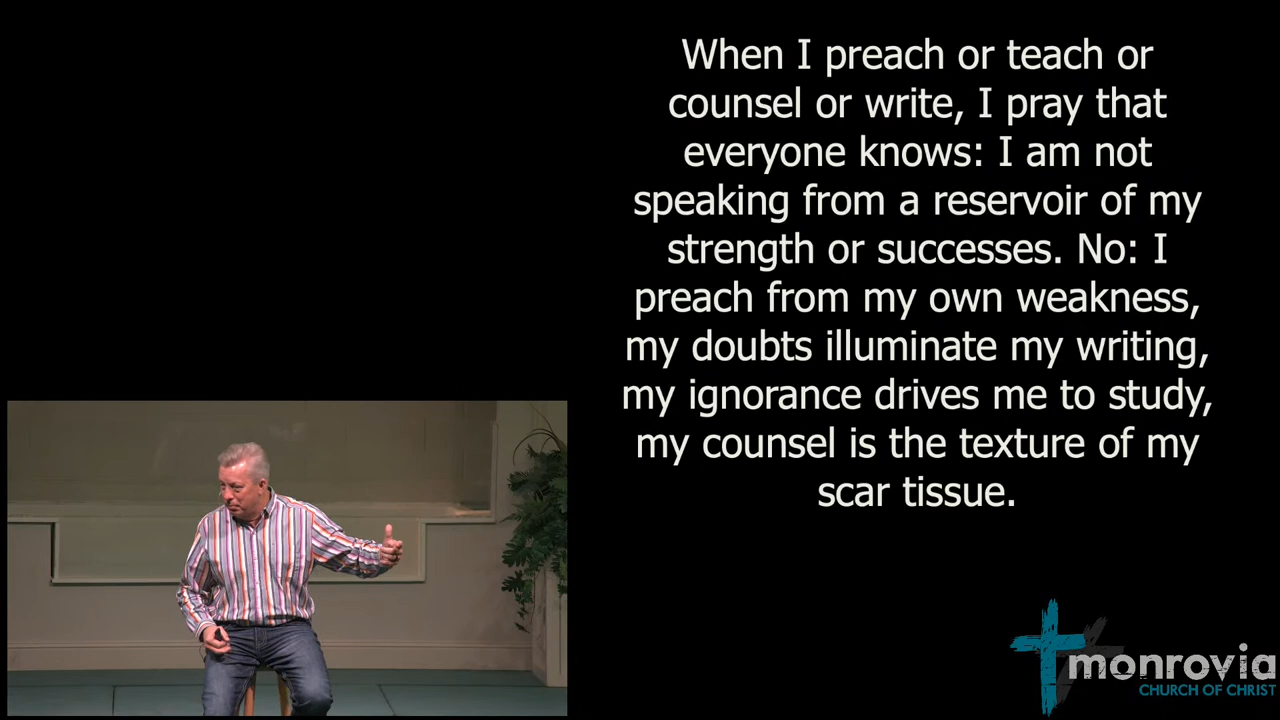 When I preach or teach or
counsel or write, I pray that
everyone knows: I am not
speaking from a reservoir of my
strength or successes. No: I
preach from my own weakness,
my doubts illuminate my writing,
my ignorance drives me to study,
my counsel is the texture of my
scar tissue.
monrovia
CHURCH OF CHRIST